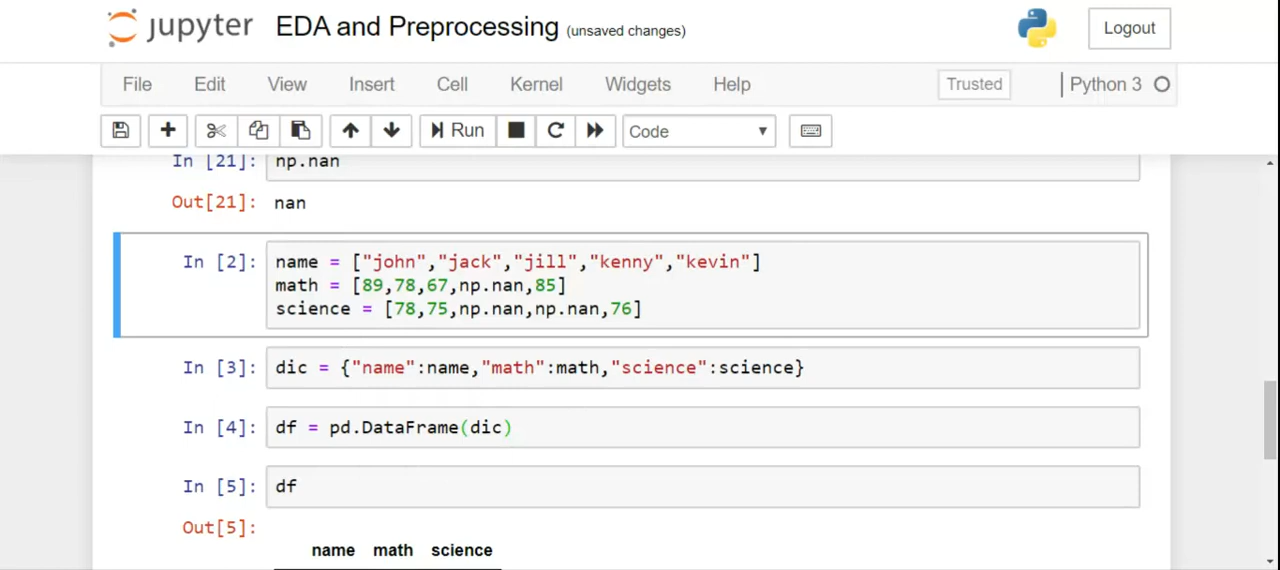 jupyter EDA and Preprocessing (unsaved changes) Logout
File Edit View Insert Cell Kernel Widgets Help Trusted Python 3
Run Code
In [21]: np.nan
Out[21]: nan
In [2]: name = ["john","jack","jill","kenny","kevin"]
math = [89,78,67,np.nan,85]
science = [78,75,np.nan,np.nan,76]
In [3]: dic = {"name":name,"math":math,"science":science}
In [4]: df = pd.DataFrame(dic)
In [5]: df
Out[5]:
name math science